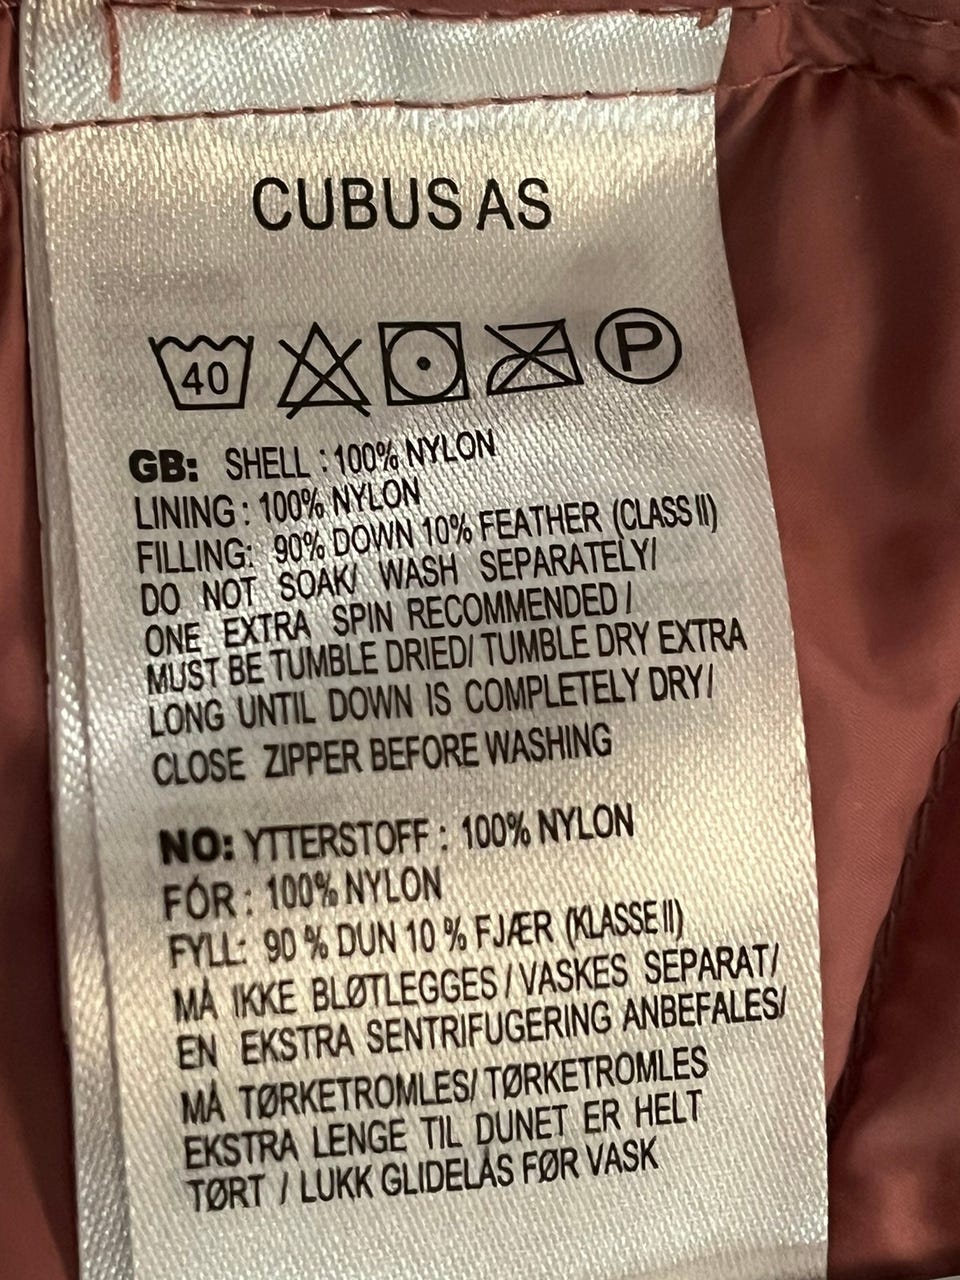 CUBUS AS
40 P
GB: SHELL : 100% NYLON
LINING : 100% NYLON
FILLING: 90% DOWN 10% FEATHER (CLASS II)
DO NOT SOAK/ WASH SEPARATELY/
ONE EXTRA SPIN RECOMMENDED /
MUST BE TUMBLE DRIED/ TUMBLE DRY EXTRA
LONG UNTIL DOWN IS COMPLETELY DRY/
CLOSE ZIPPER BEFORE WASHING
NO: YTTERSTOFF : 100% NYLON
FÓR : 100% NYLON
FYLL: 90 % DUN 10 % FJÆR (KLASSE II)
MÅ IKKE BLØTLEGGES / VASKES SEPARAT/
EN EKSTRA SENTRIFUGERING ANBEFALES/
MÅ TØRKETROMLES/ TØRKETROMLES
EKSTRA LENGE TIL DUNET ER HELT
TØRT / LUKK GLIDELÅS FØR VASK